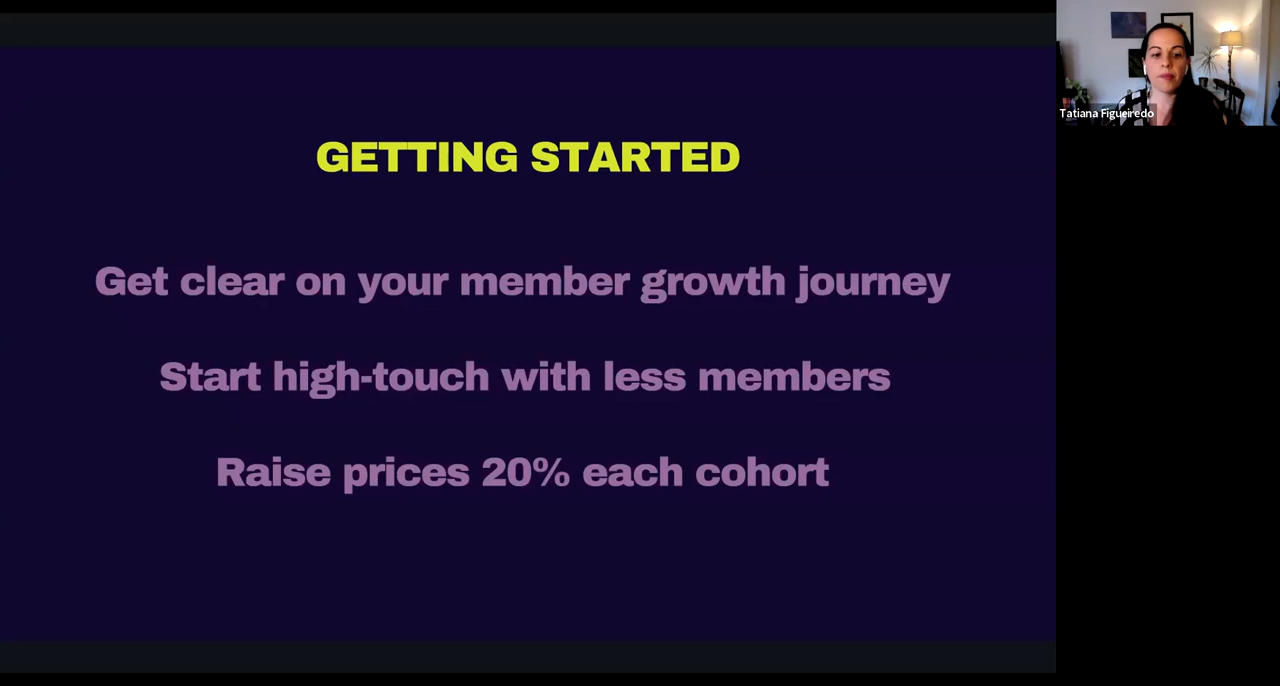 GETTING STARTED
Get clear on your member growth journey
Start high-touch with less members
Raise prices 20% each cohort
Tatiana Figueiredo